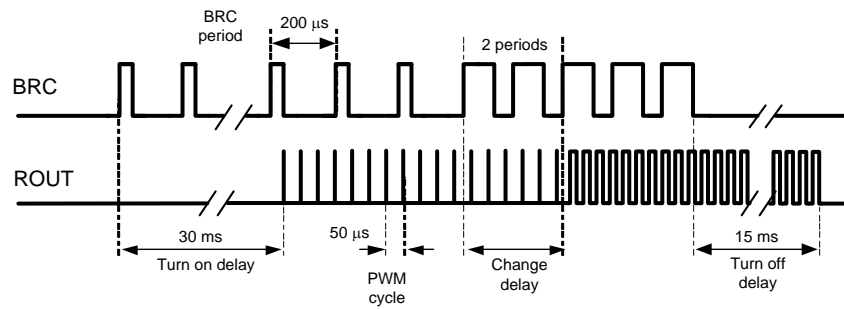 BRC
period
200 μs
2 periods
BRC
ROUT
30 ms
Turn on delay
50 μs
PWM
cycle
Change
delay
15 ms
Turn off
delay